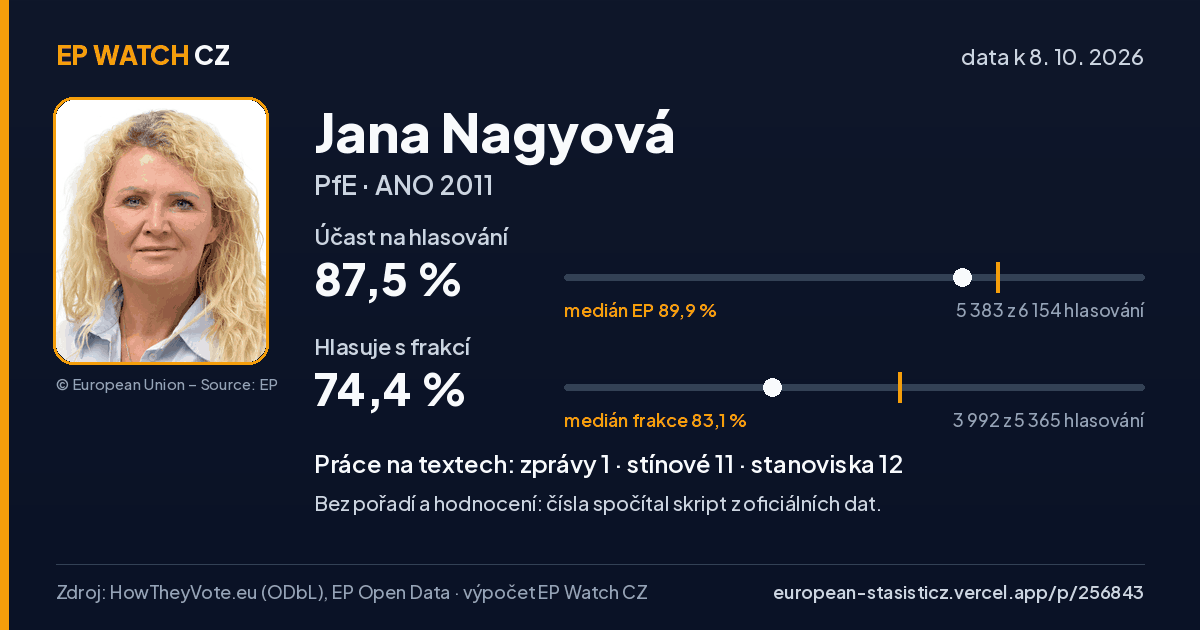 EP WATCH CZ
data k 8. 10. 2026
Jana Nagyová
PfE · ANO 2011
Účast na hlasování
87,5 %
medián EP 89,9 %
5 383 z 6 154 hlasování
Hlasuje s frakcí
74,4 %
medián frakce 83,1 %
3 992 z 5 365 hlasování
© European Union – Source: EP
Práce na textech: zprávy 1 · stínové 11 · stanoviska 12
Bez pořadí a hodnocení: čísla spočítal skript z oficiálních dat.
Zdroj: HowTheyVote.eu (ODbL), EP Open Data · výpočet EP Watch CZ
european-stasisticz.vercel.app/p/256843